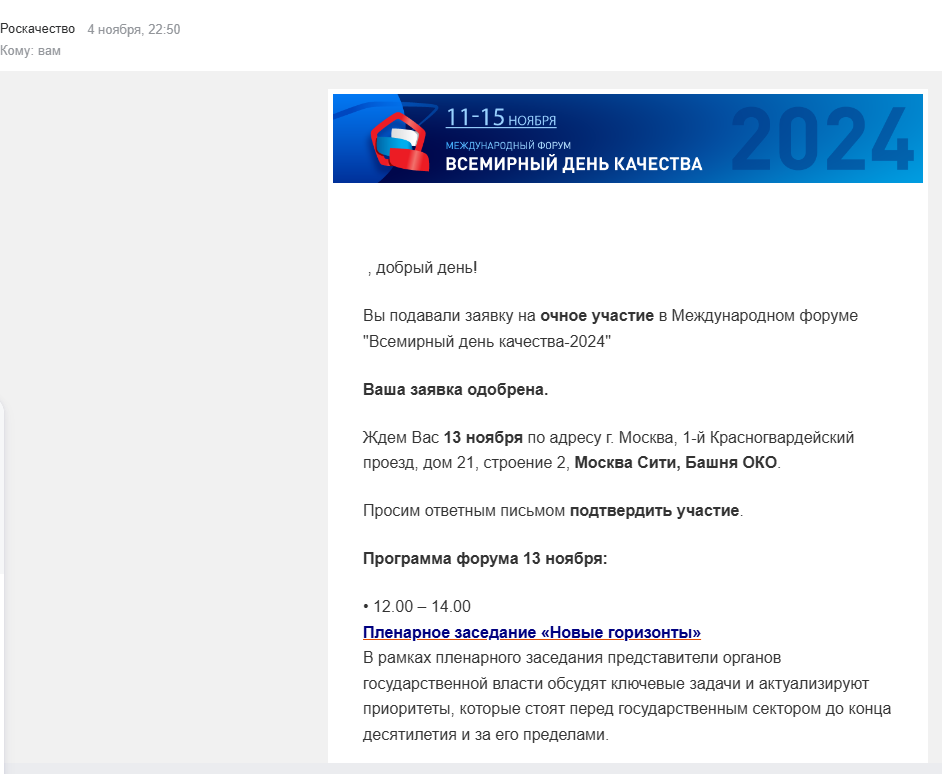 Роскачество 4 ноября, 22:50
Кому: вам
11-15 НОЯБРЯ
МЕЖДУНАРОДНЫЙ ФОРУМ
ВСЕМИРНЫЙ ДЕНЬ КАЧЕСТВА
2024
, добрый день!
Вы подавали заявку на очное участие в Международном форуме
"Всемирный день качества-2024"
Ваша заявка одобрена.
Ждем Вас 13 ноября по адресу г. Москва, 1-й Красногвардейский
проезд, дом 21, строение 2, Москва Сити, Башня ОКО.
Просим ответным письмом подтвердить участие.
Программа форума 13 ноября:
• 12.00 – 14.00
Пленарное заседание «Новые горизонты»
В рамках пленарного заседания представители органов
государственной власти обсудят ключевые задачи и актуализируют
приоритеты, которые стоят перед государственным сектором до конца
десятилетия и за его пределами.